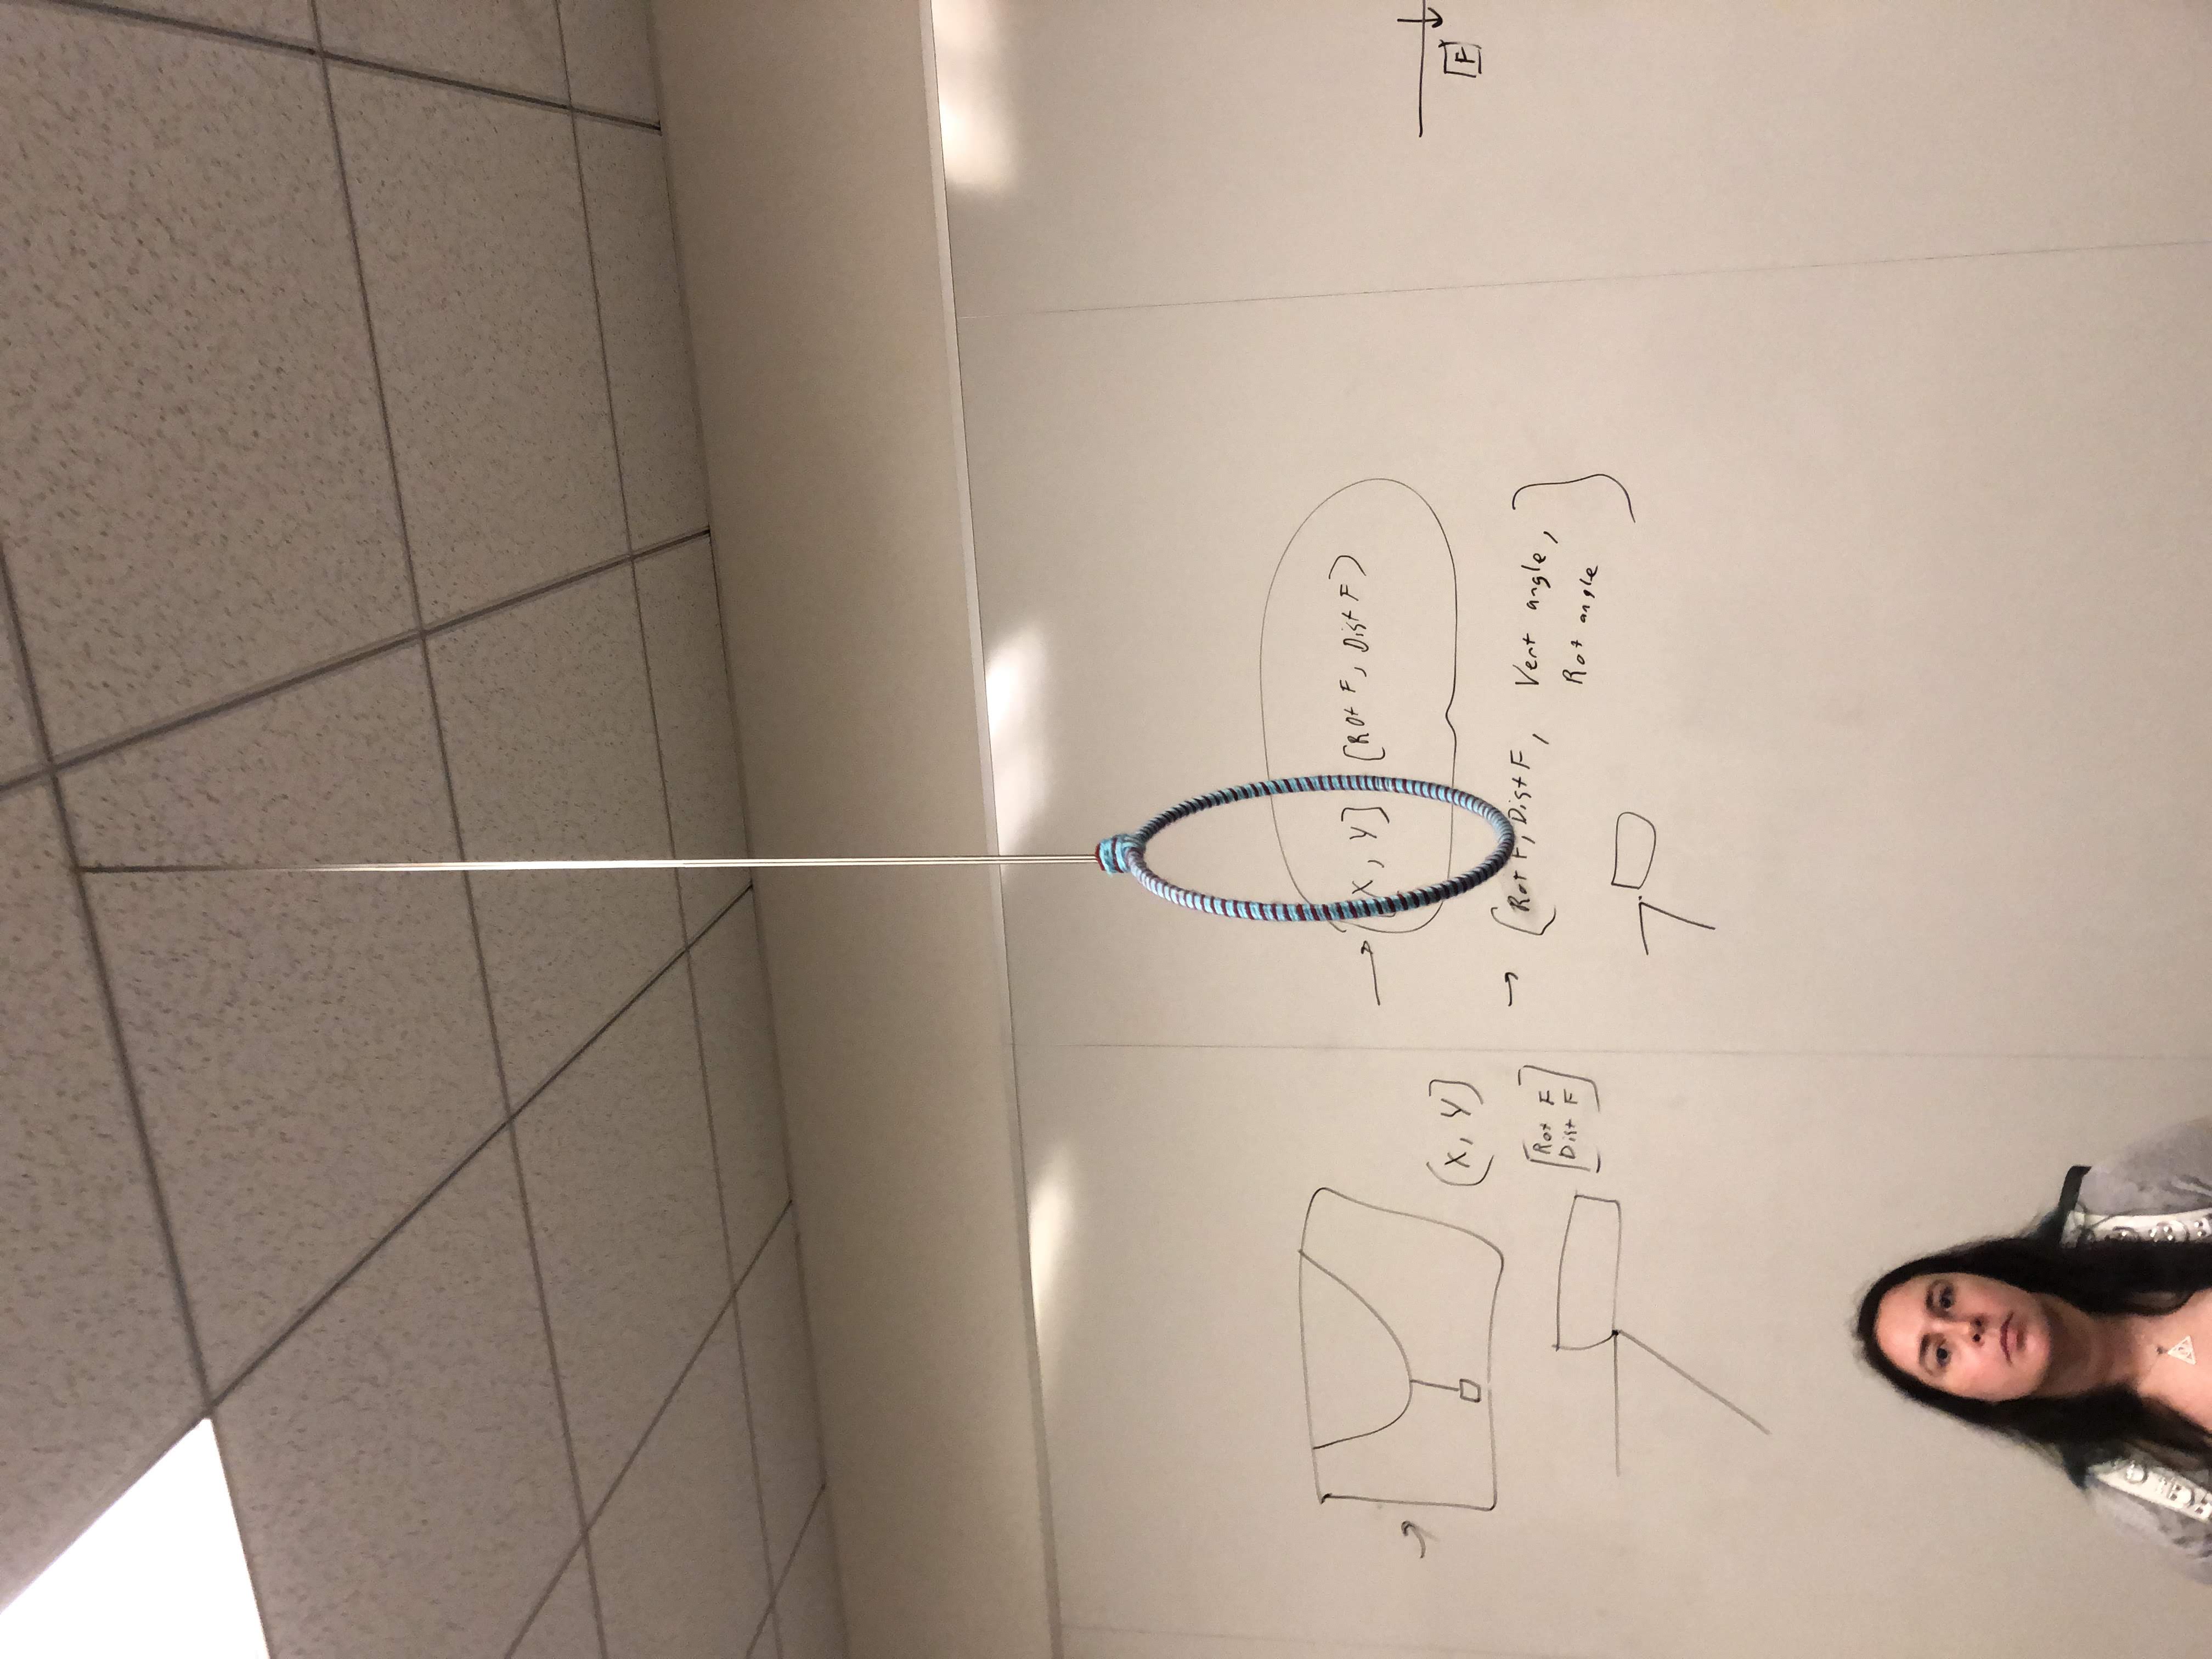 (X, Y]
[Rot F
Dist F]
X, Y] [Rot F, Dist F)
[Rot F, Dist F, Vert angle,
Rot angle]
F